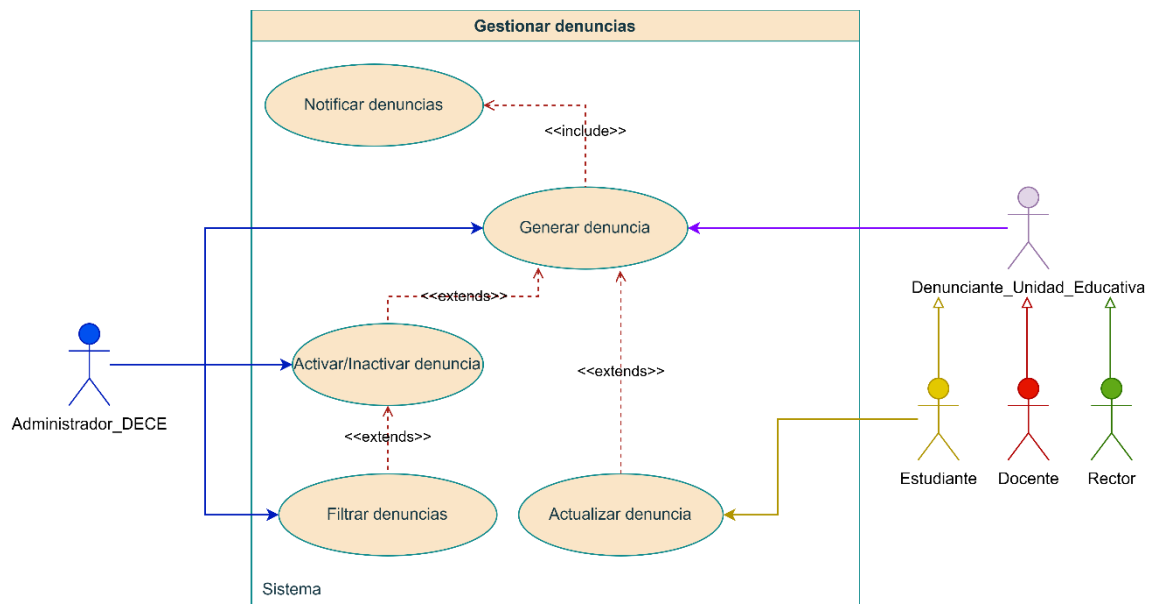 Gestionar denuncias
Notificar denuncias
<<include>>
Generar denuncia
Denunciante_Unidad_Educativa
<<extends>>
Activar/Inactivar denuncia
<<extends>>
Administrador_DECE
<<extends>>
Estudiante
Docente
Rector
Filtrar denuncias
Actualizar denuncia
Sistema